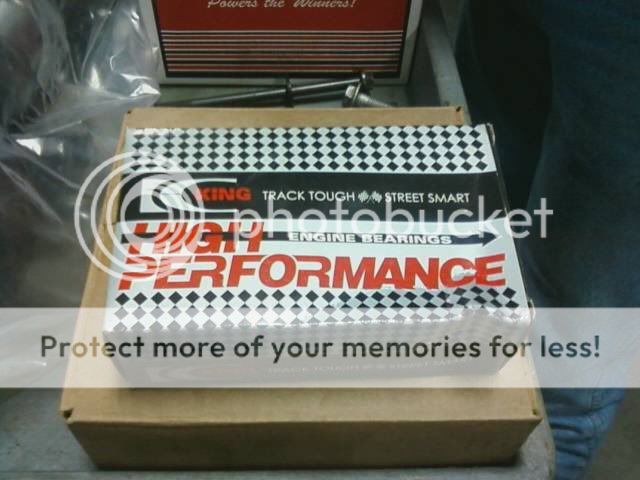 Powers the Winners!
KING TRACK TOUGH STREET SMART
photobucket
ENGINE BEARINGS
HIGH
PERFORMANCE
Protect more of your memories for less!
TRACK TOUGH STREET SMART